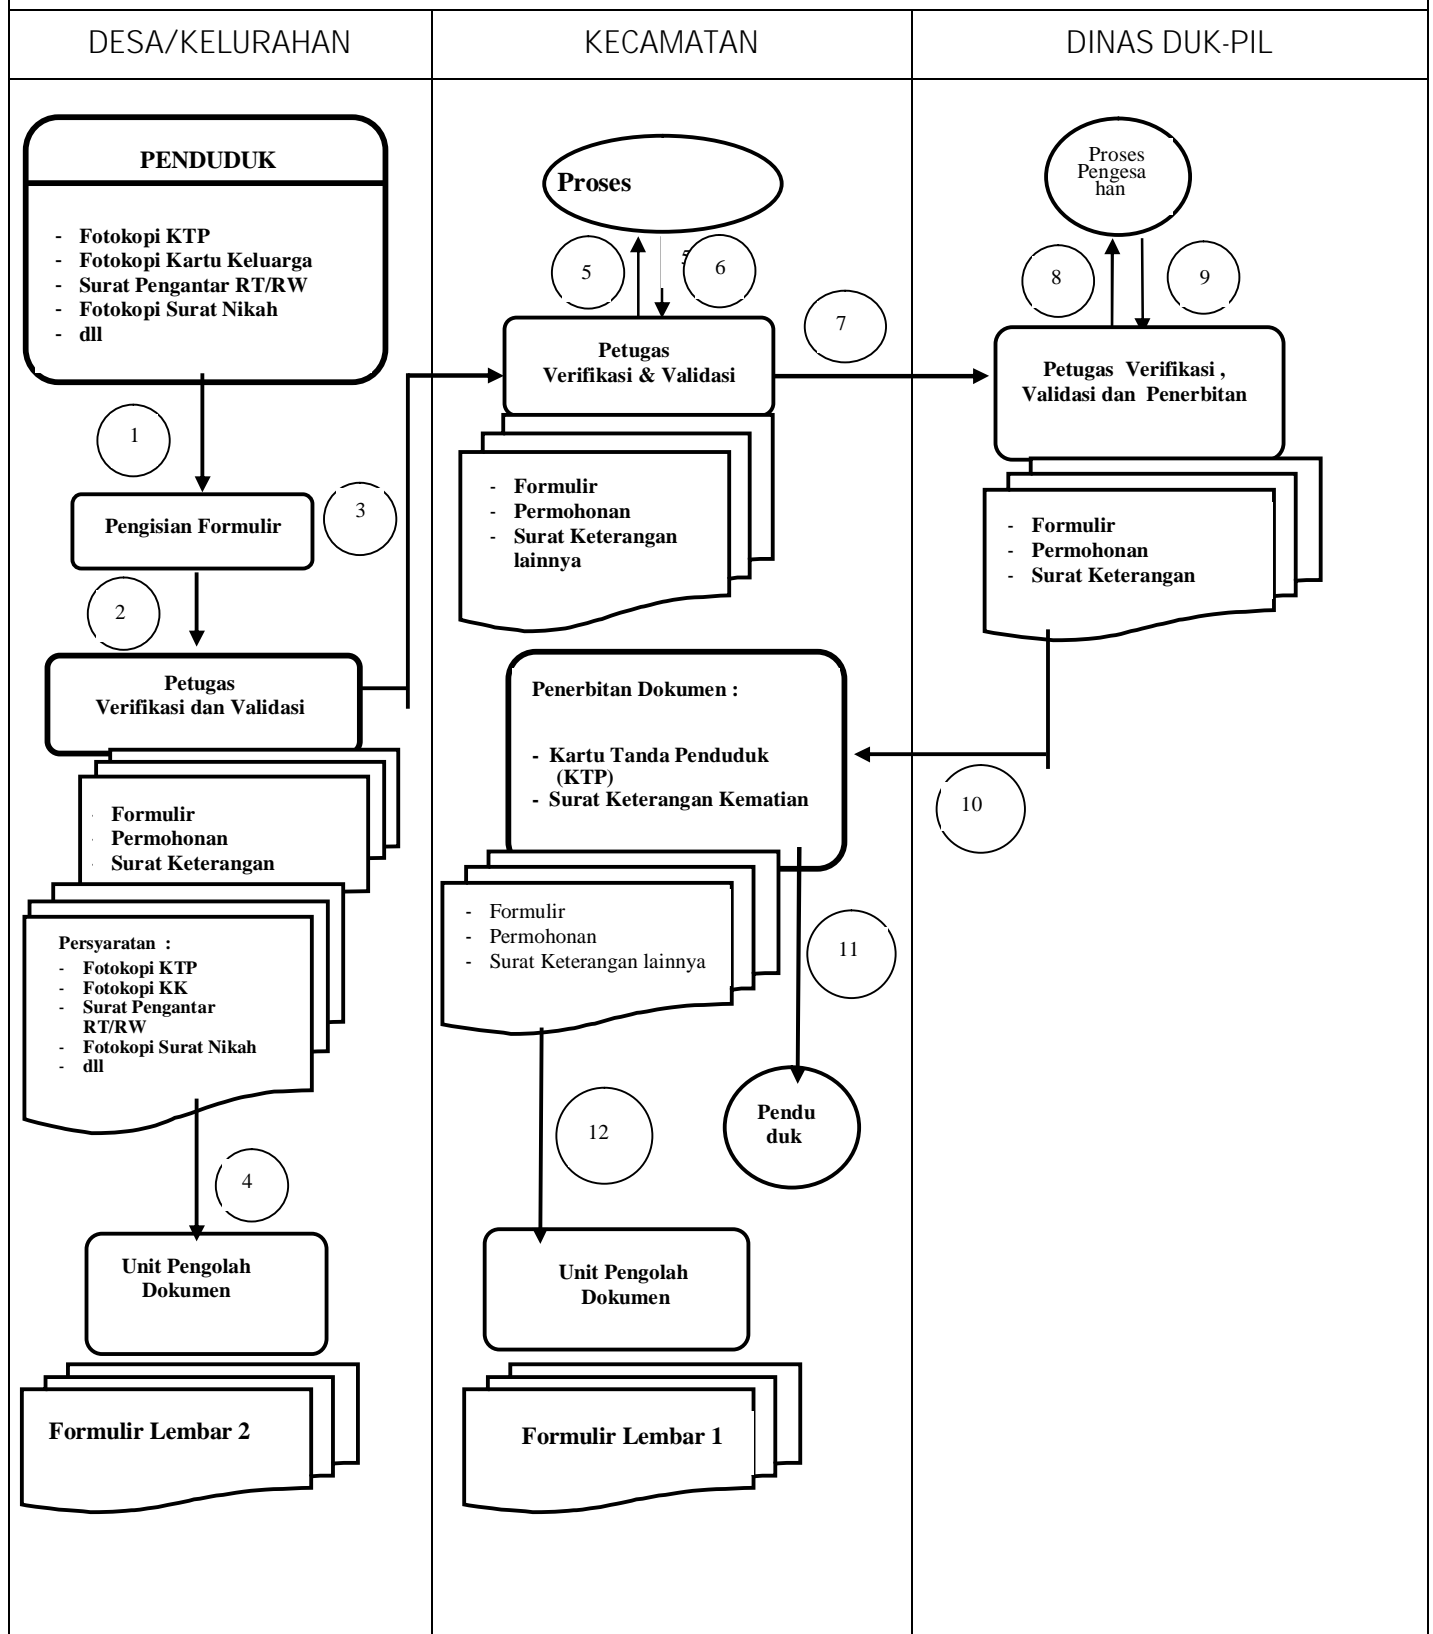 DESA/KELURAHAN
KECAMATAN
DINAS DUK-PIL
PENDUDUK
- Fotokopi KTP
- Fotokopi Kartu Keluarga
- Surat Pengantar RT/RW
- Fotokopi Surat Nikah
- dll
1
Pengisian Formulir
3
2
Petugas
Verifikasi dan Validasi
Formulir
Permohonan
Surat Keterangan
Persyaratan :
- Fotokopi KTP
- Fotokopi KK
- Surat Pengantar
RT/RW
- Fotokopi Surat Nikah
- dll
4
Unit Pengolah
Dokumen
Formulir Lembar 2
Proses
5
6
7
Petugas
Verifikasi & Validasi
- Formulir
- Permohonan
- Surat Keterangan
lainnya
Penerbitan Dokumen :
- Kartu Tanda Penduduk
(KTP)
- Surat Keterangan Kematian
- Formulir
- Permohonan
- Surat Keterangan lainnya
11
12
Pendu
duk
Unit Pengolah
Dokumen
Formulir Lembar 1
Proses
Pengesa
han
8
9
Petugas Verifikasi ,
Validasi dan Penerbitan
- Formulir
- Permohonan
- Surat Keterangan
10